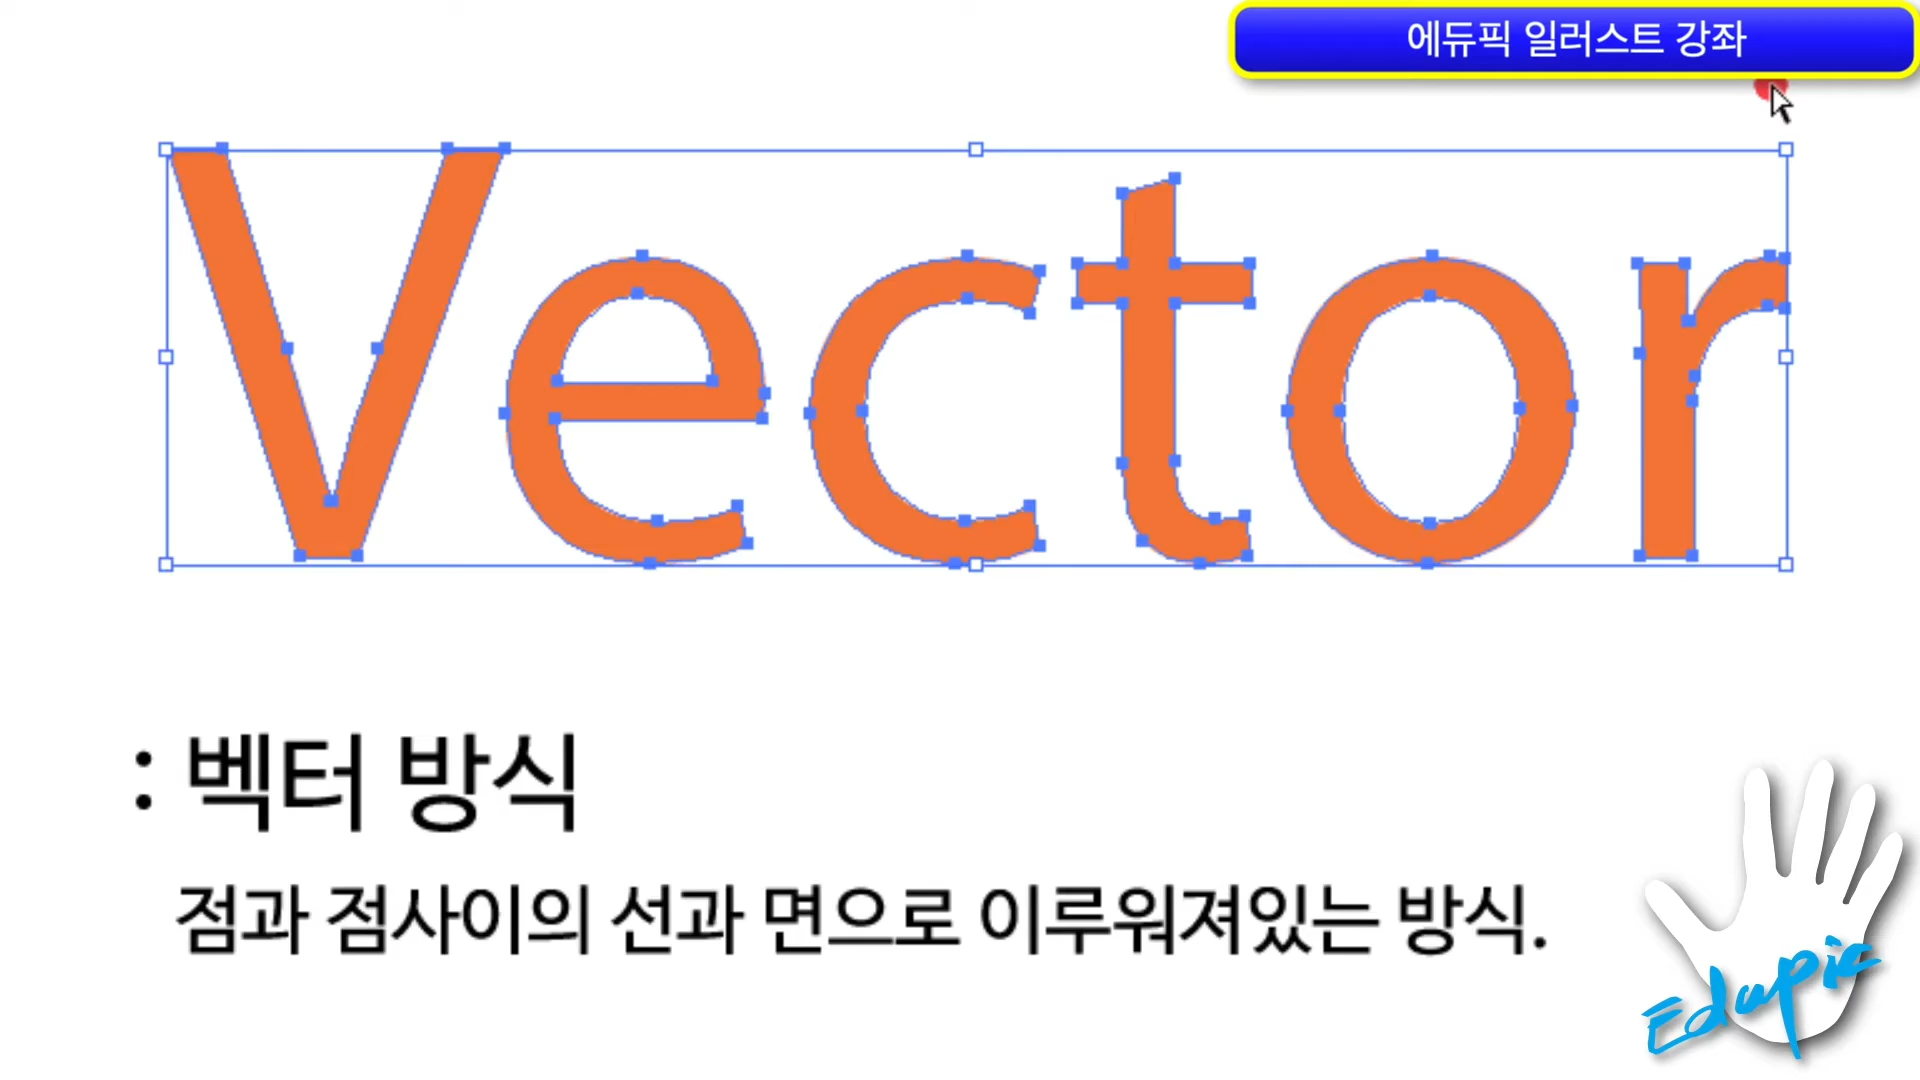 에듀픽 일러스트 강좌
Vector
: 벡터 방식
점과 점사이의 선과 면으로 이루워져있는 방식.
Edupic